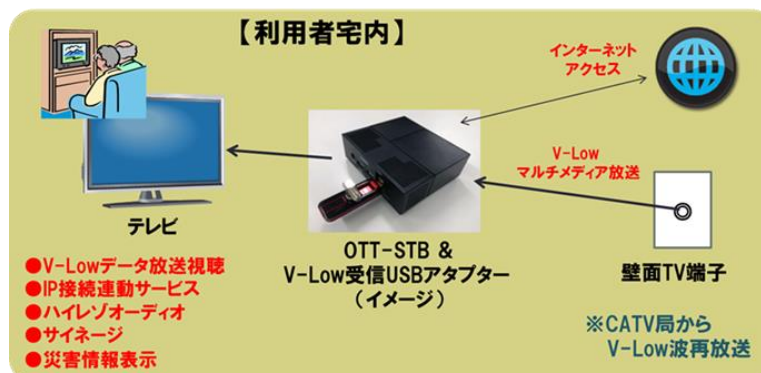 【利用者宅内】
インターネット
アクセス
V-Low
マルチメディア放送
テレビ
OTT-STB &
V-Low受信USBアダプター
（イメージ）
壁面TV端子
●V-Lowデータ放送視聴
●IP接続連動サービス
●ハイレゾオーディオ
●サイネージ
●災害情報表示
※CATV局から
V-Low波再放送